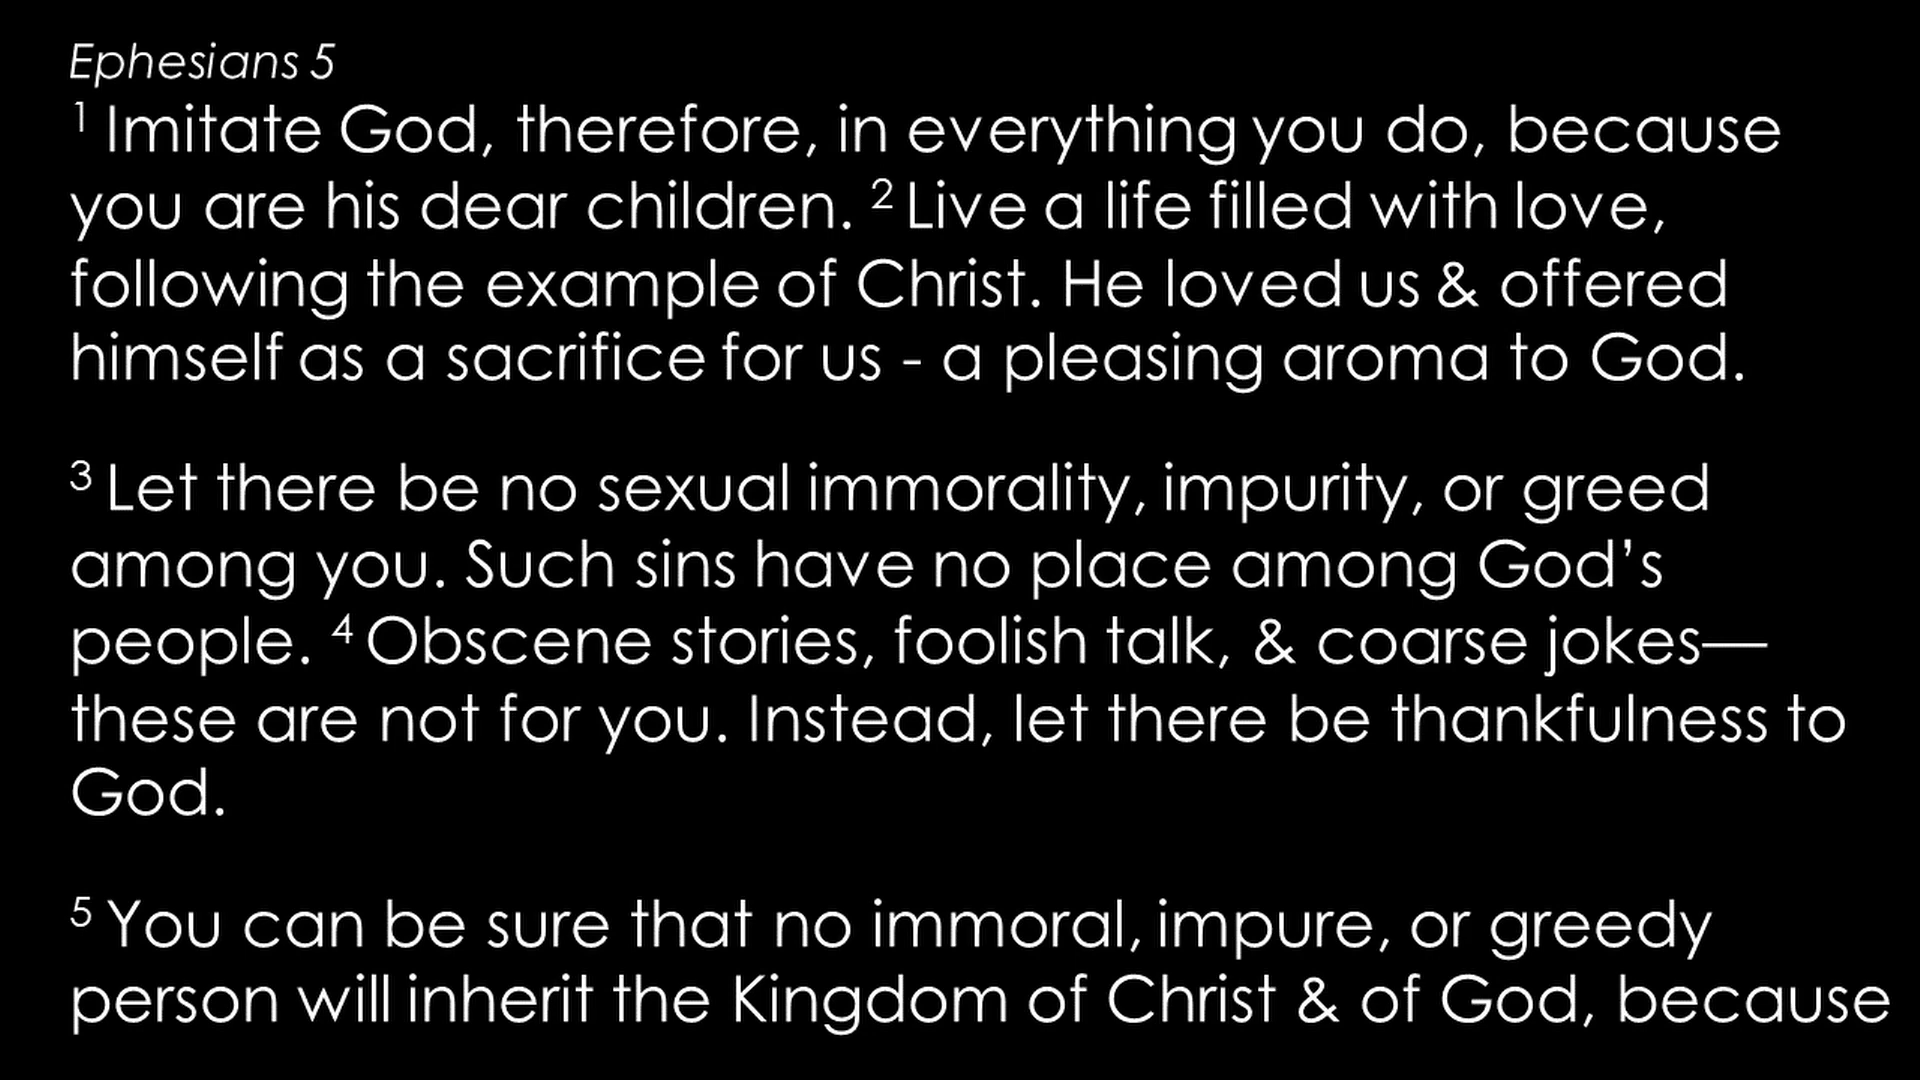 Ephesians 5
1 Imitate God, therefore, in everything you do, because
you are his dear children. 2 Live a life filled with love,
following the example of Christ. He loved us & offered
himself as a sacrifice for us - a pleasing aroma to God.
3 Let there be no sexual immorality, impurity, or greed
among you. Such sins have no place among God’s
people. 4 Obscene stories, foolish talk, & coarse jokes—
these are not for you. Instead, let there be thankfulness to
God.
5 You can be sure that no immoral, impure, or greedy
person will inherit the Kingdom of Christ & of God, because